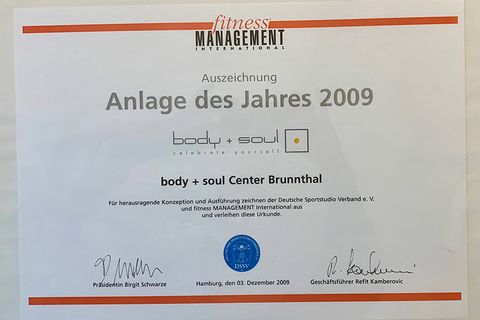 fitness
MANAGEMENT
INTERNATIONAL
Auszeichnung
Anlage des Jahres 2009
body + soul
celebrate yourself
body + soul Center Brunnthal
Für herausragende Konzeption und Ausführung zeichnen der Deutsche Sportstudio Verband e. V.
und fitness MANAGEMENT International aus
und verleihen diese Urkunde.
DSSV
Präsidentin Birgit Schwarze
Hamburg, den 03. Dezember 2009
Geschäftsführer Refit Kamberovic